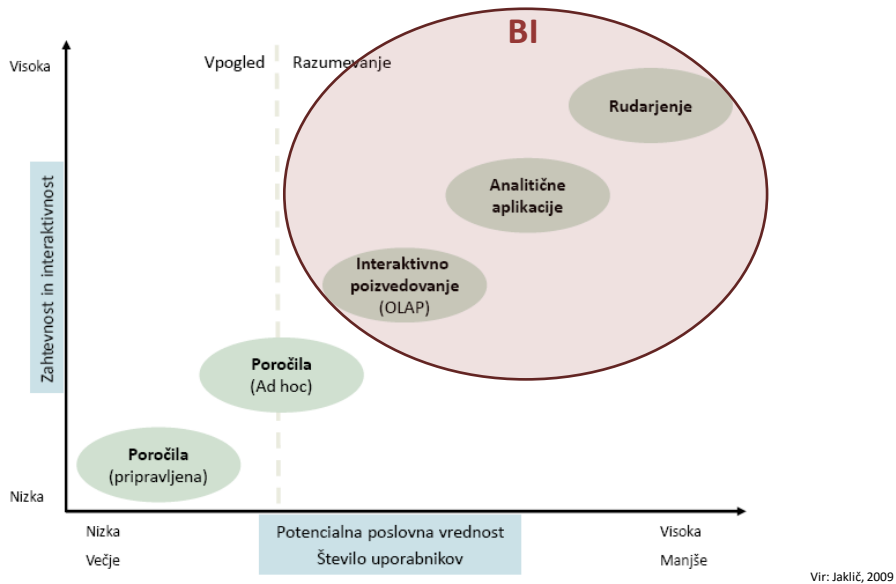 BI
Visoka
Vpogled
Razumevanje
Rudarjenje
Analitične
aplikacije
Zahtevnost in interaktivnost
Interaktivno
poizvedovanje
(OLAP)
Poročila
(Ad hoc)
Poročila
(pripravljena)
Nizka
Nizka
Potencialna poslovna vrednost
Visoka
Večje
Število uporabnikov
Manjše
Vir: Jaklič, 2009